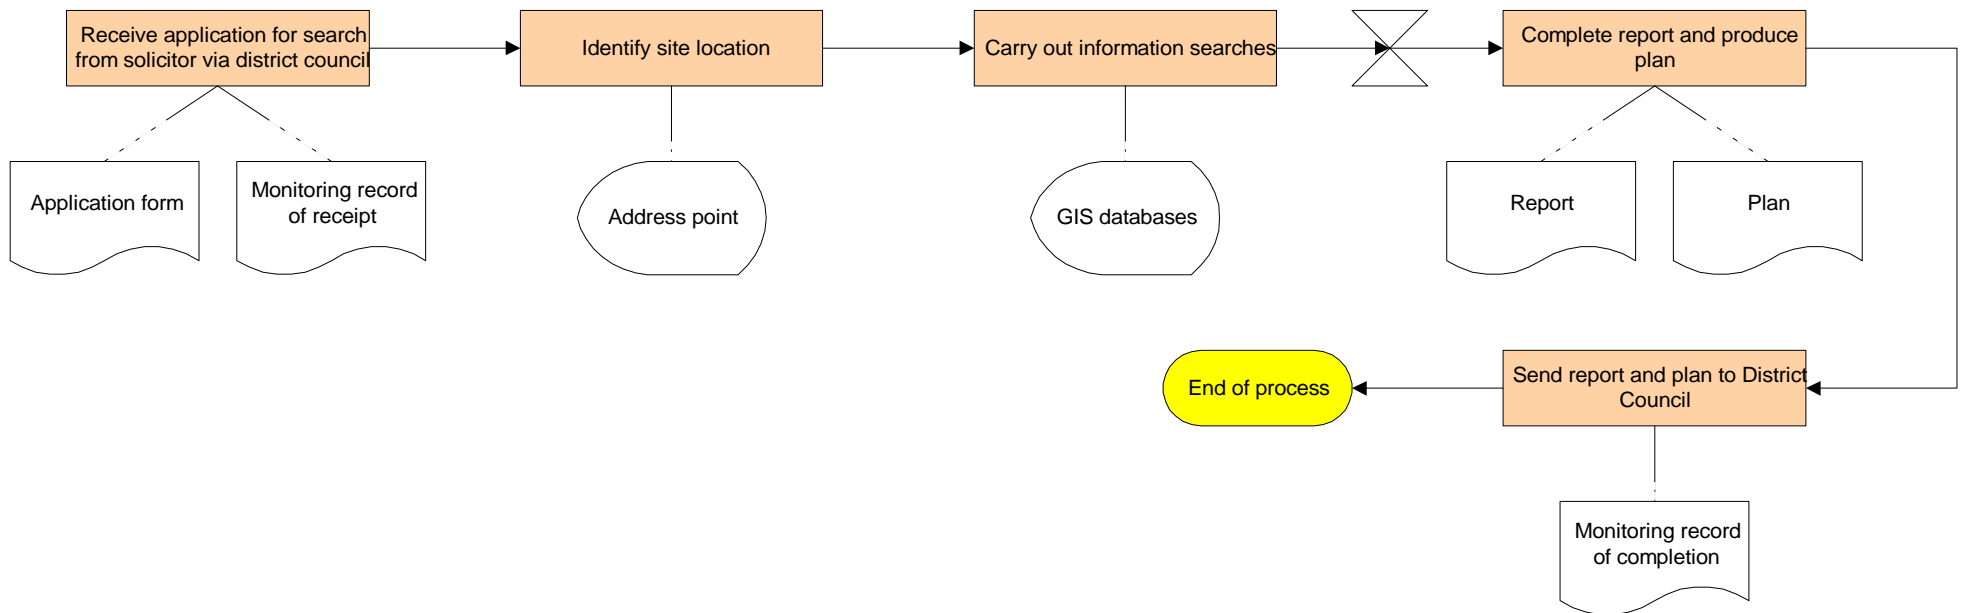 Receive application for search
from solicitor via district council
Identify site location
Carry out information searches
Complete report and produce
plan
Application form
Monitoring record
of receipt
Address point
GIS databases
Report
Plan
End of process
Send report and plan to District
Council
Monitoring record
of completion